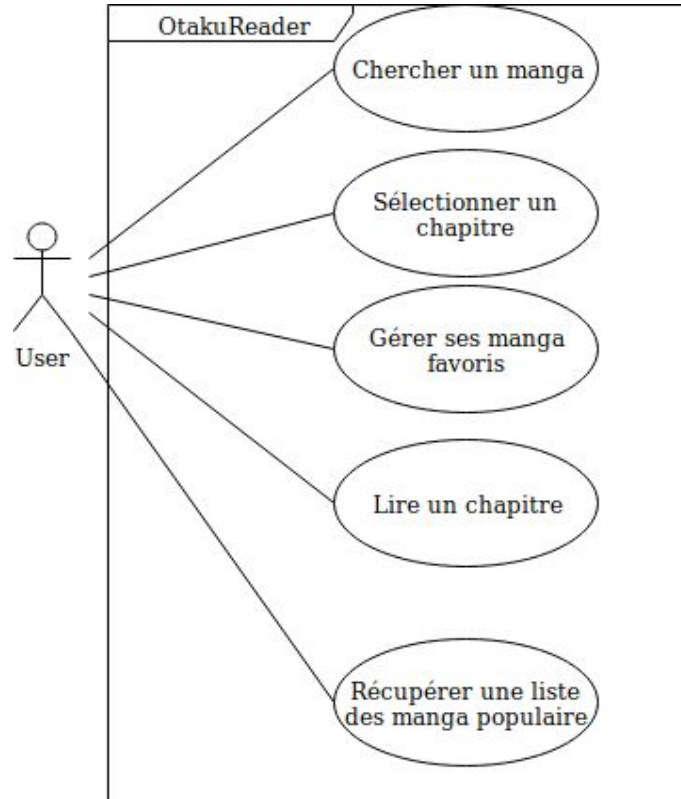 OtakuReader
Chercher un manga
Sélectionner un
chapitre
Gérer ses manga
favoris
User
Lire un chapitre
Récupérer une liste
des manga populaire